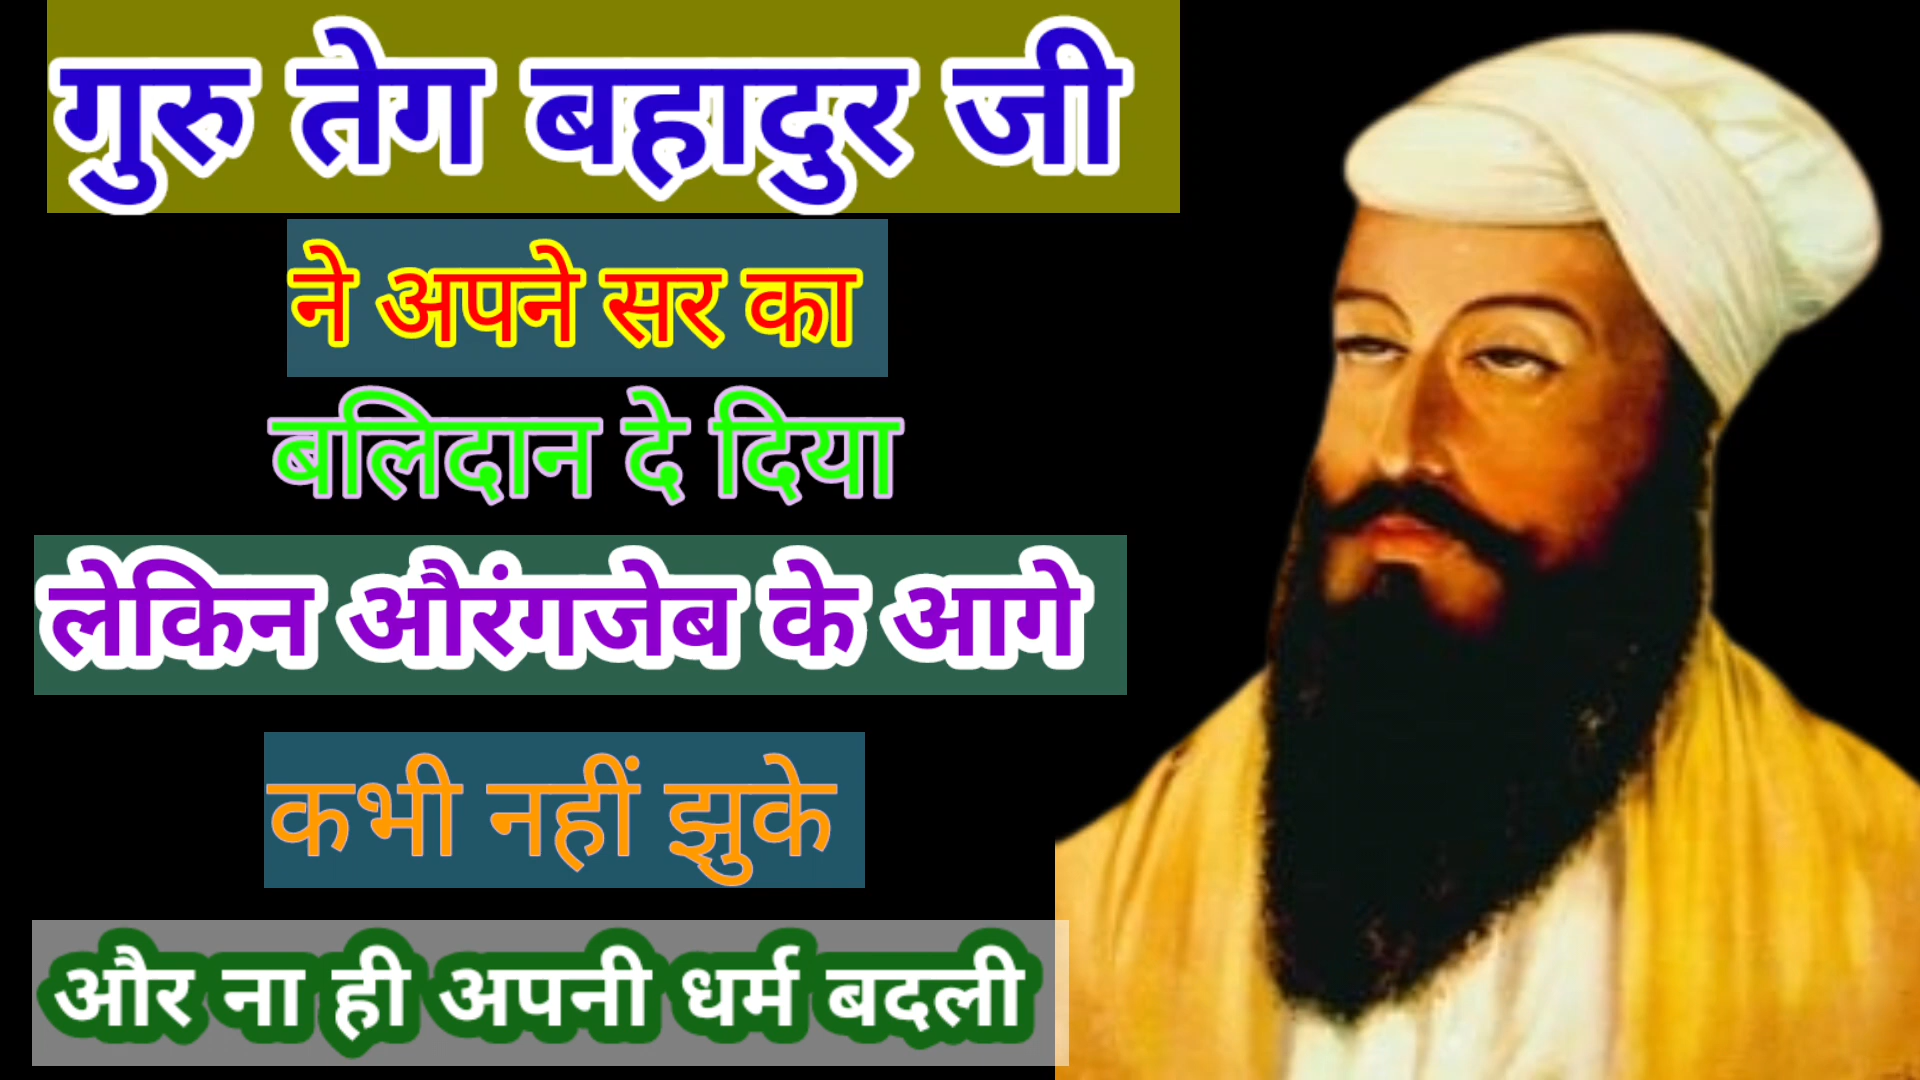 गुरु तेग बहादुर जी
ने अपने सर का
बलिदान दे दिया
लेकिन औरंगजेब के आगे
कभी नहीं झुके
और ना ही अपनी धर्म बदली